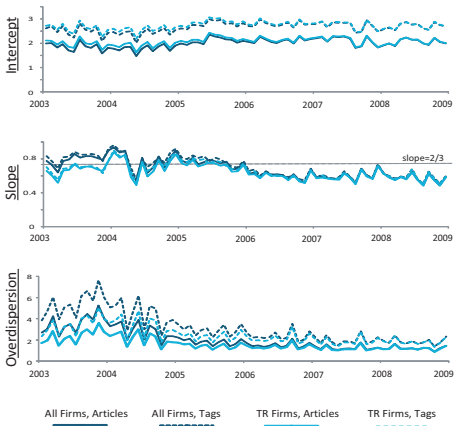 Intercept
3
2
1
0
2003 2004 2005 2006 2007 2008 2009
Slope
0.8
0.4
0
slope=2/3
2003 2004 2005 2006 2007 2008 2009
Overdispersion
8
6
4
2
0
2003 2004 2005 2006 2007 2008 2009
All Firms, Articles All Firms, Tags TR Firms, Articles TR Firms, Tags